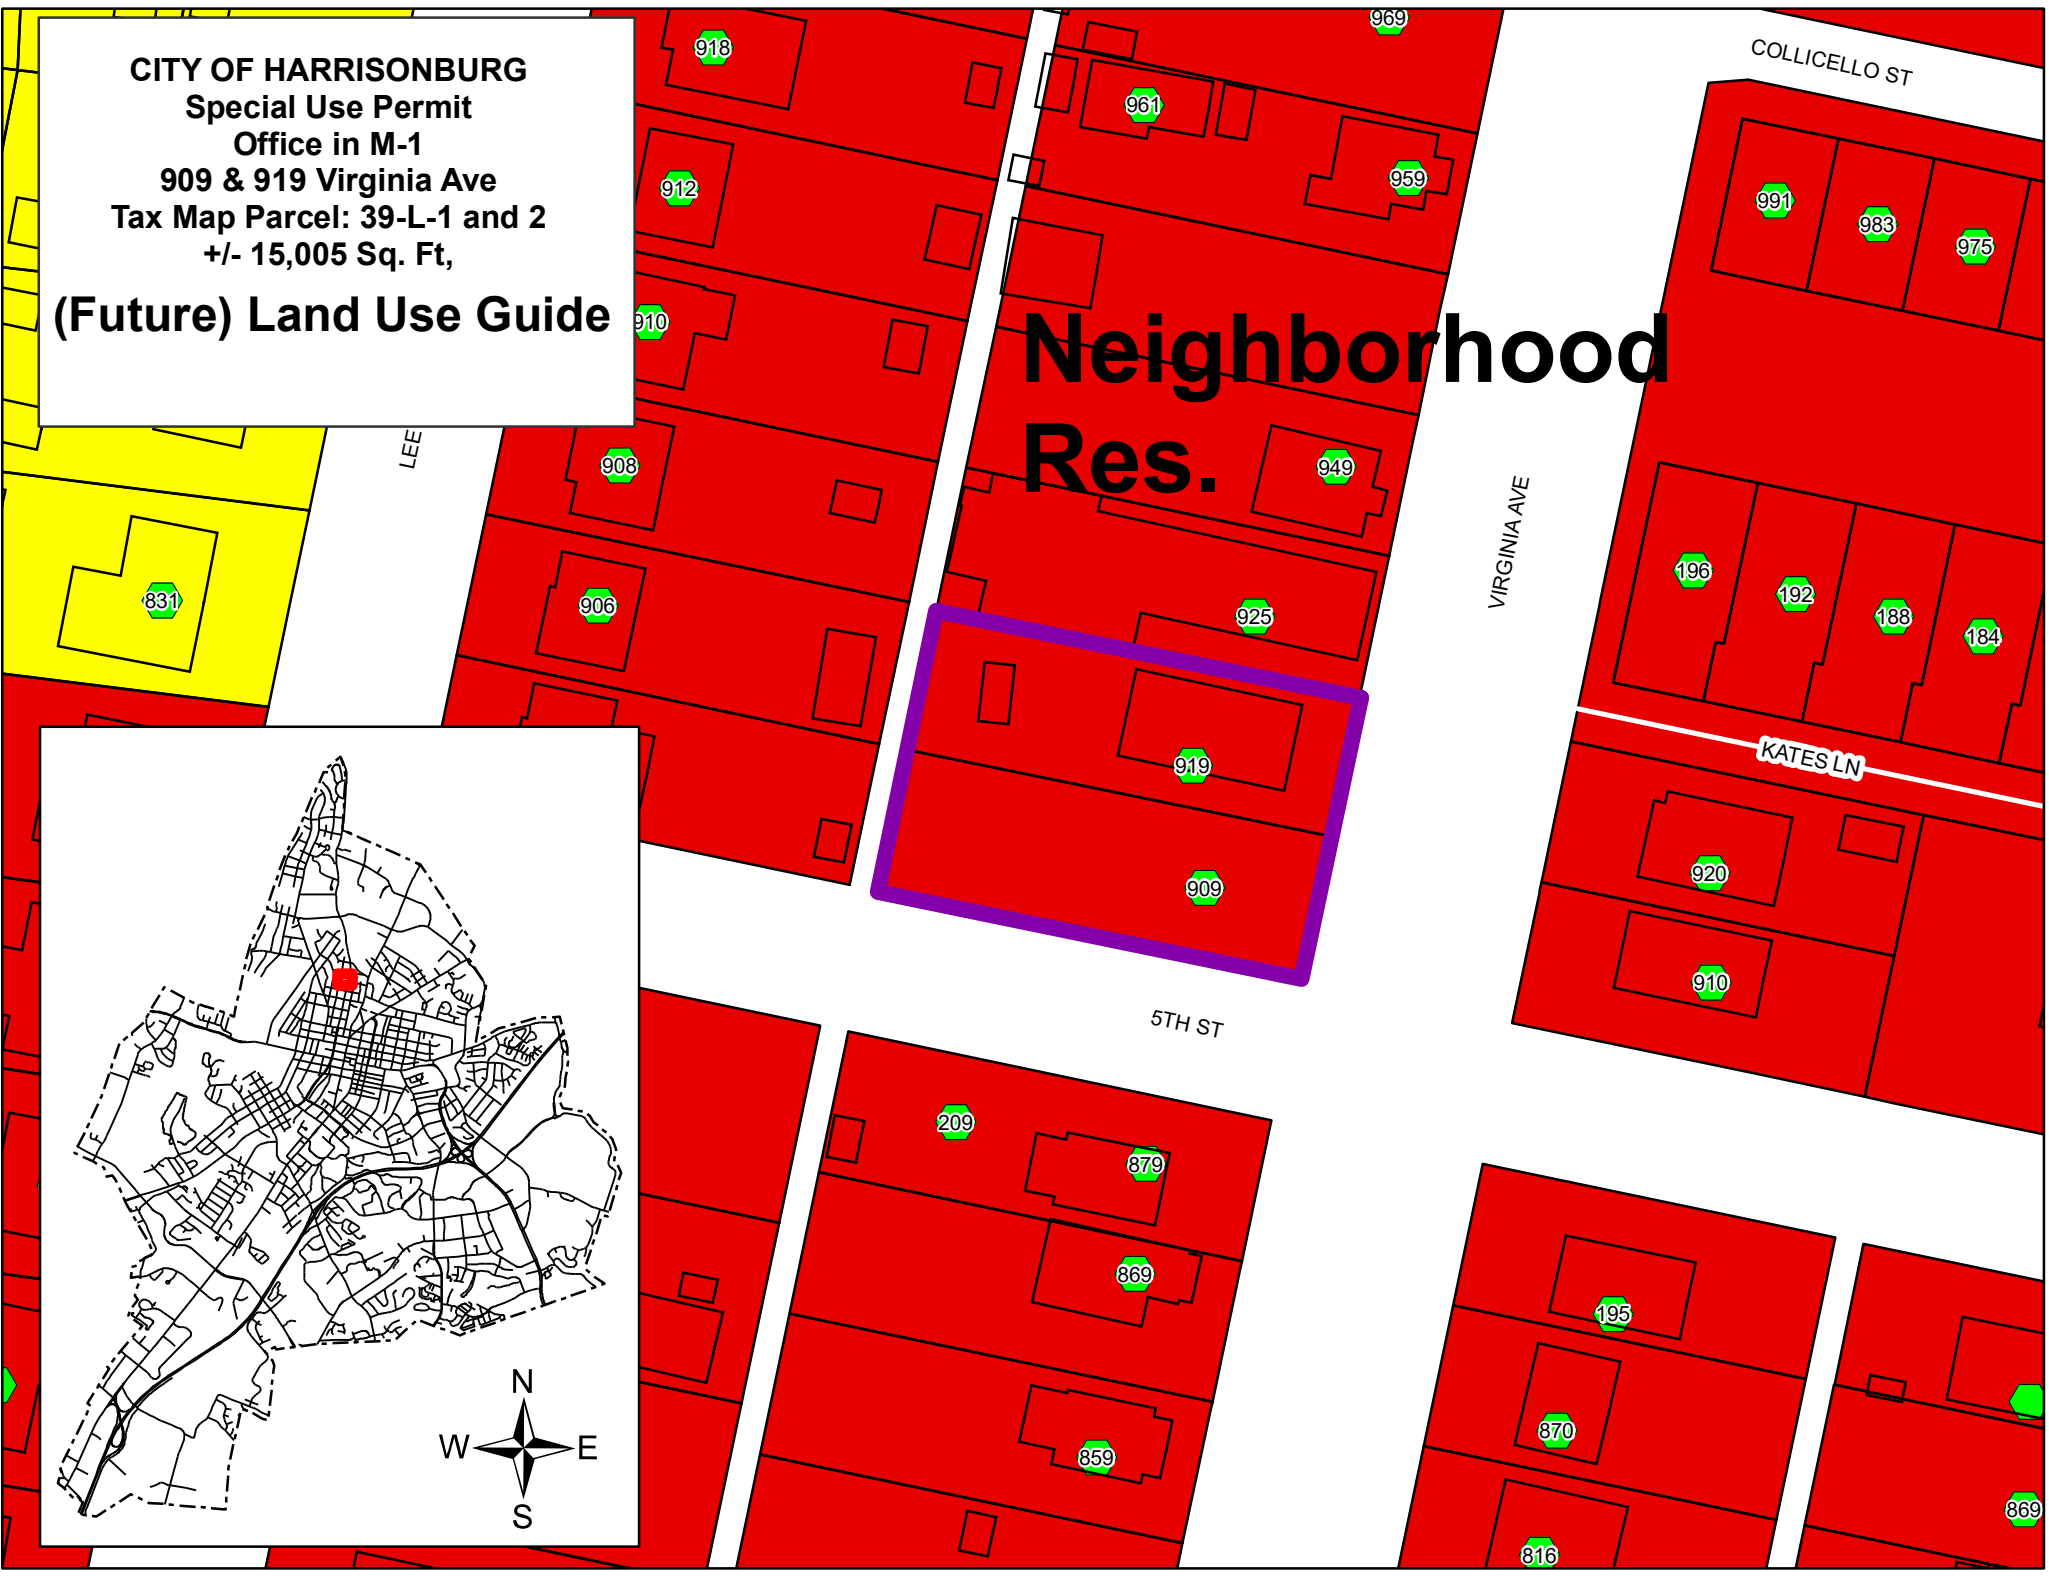 CITY OF HARRISONBURG
Special Use Permit
Office in M-1
909 & 919 Virginia Ave
Tax Map Parcel: 39-L-1 and 2
+/- 15,005 Sq. Ft,
(Future) Land Use Guide
918
969
COLLICELLO ST
961
912
959
991
983
975
910
Neighborhood
Res.
LEE
908
949
VIRGINIA AVE
196
192
188
184
831
906
925
919
KATES LN
909
920
910
5TH ST
209
879
869
195
870
859
869
816
N
W
E
S